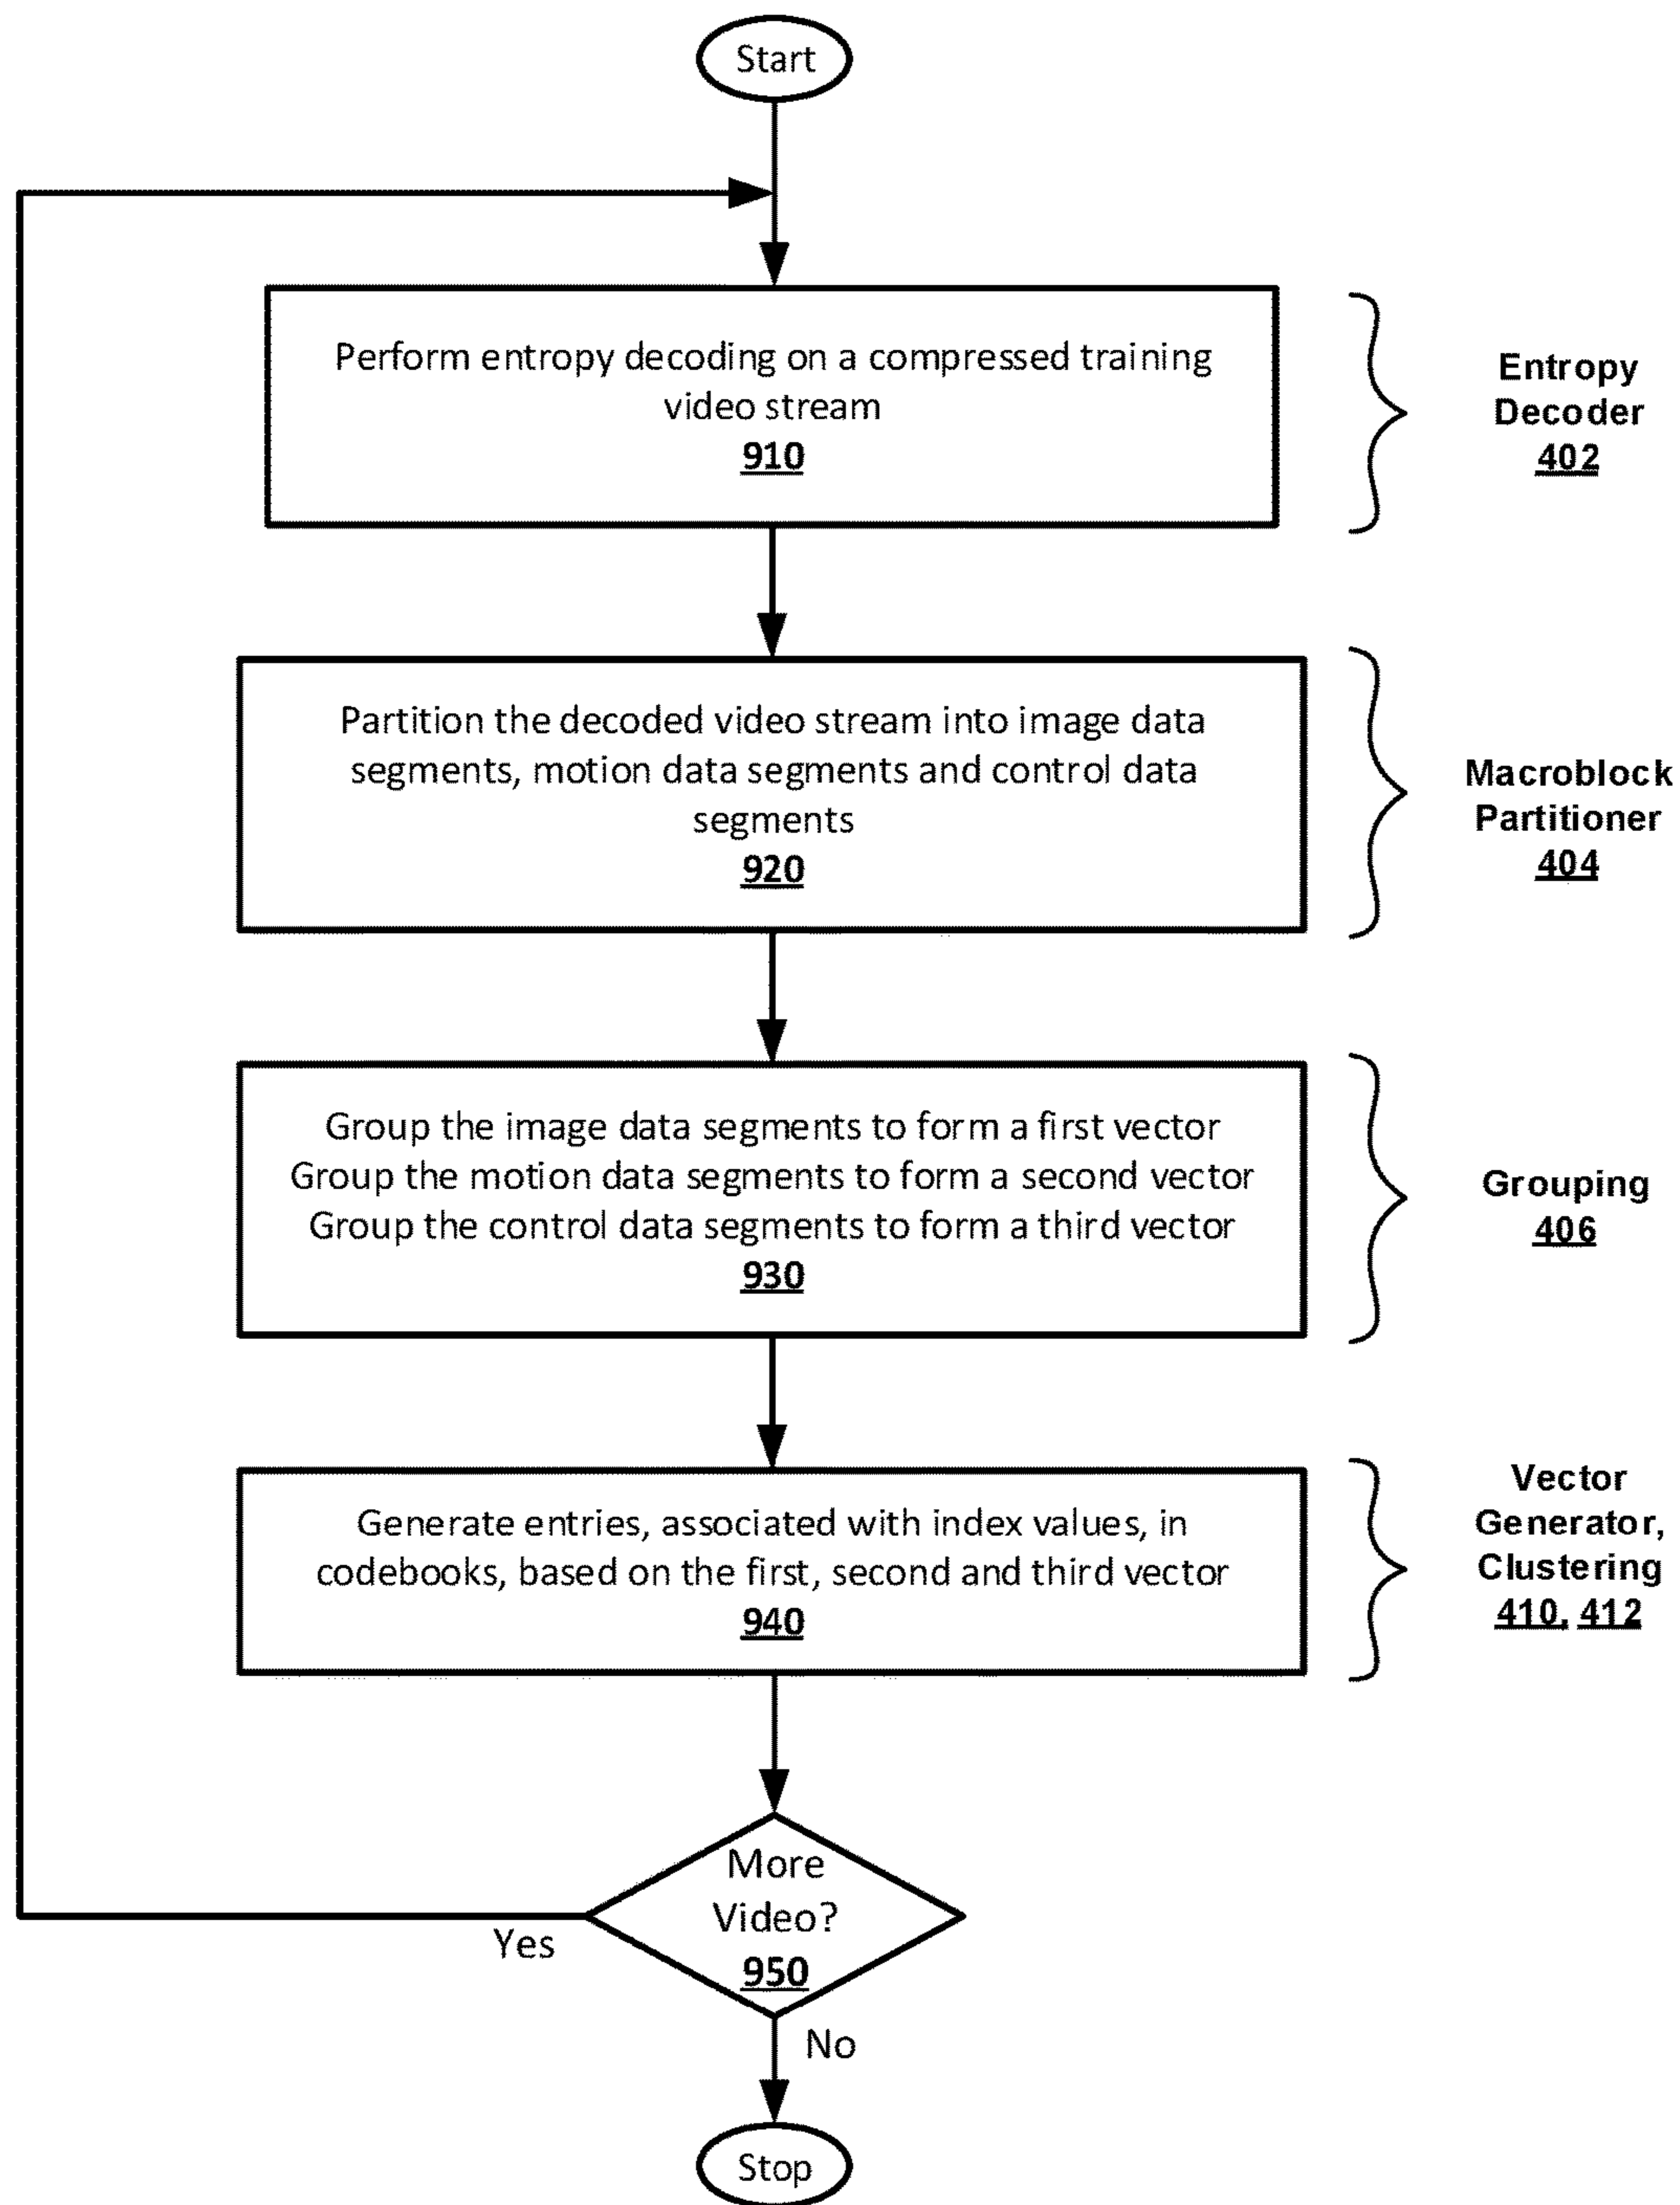 Start
Perform entropy decoding on a compressed training
video stream
910
Entropy
Decoder
402
Partition the decoded video stream into image data
segments, motion data segments and control data
segments
920
Macroblock
Partitioner
404
Group the image data segments to form a first vector
Group the motion data segments to form a second vector
Group the control data segments to form a third vector
930
Grouping
406
Generate entries, associated with index values, in
codebooks, based on the first, second and third vector
940
Vector
Generator,
Clustering
410, 412
More
Video?
950
Yes
No
Stop